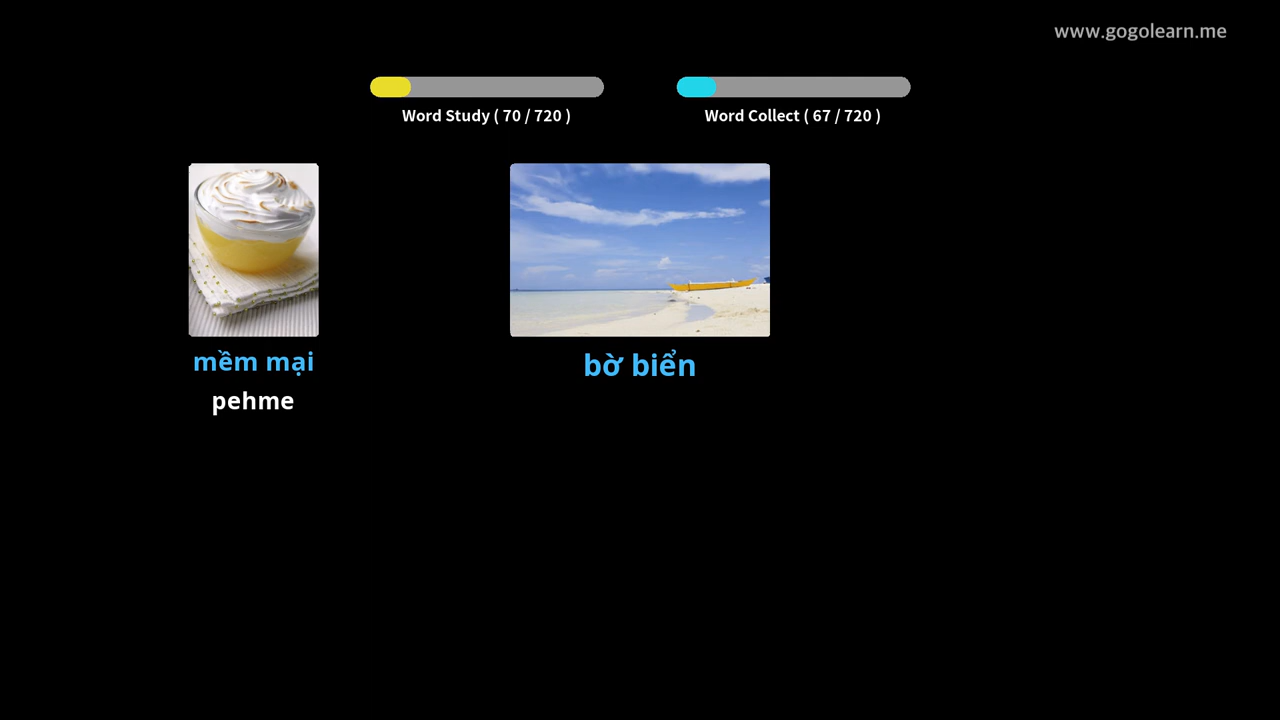 www.gogolearn.me
Word Study ( 70 / 720 )
Word Collect ( 67 / 720 )
mềm mại
pehme
bờ biển